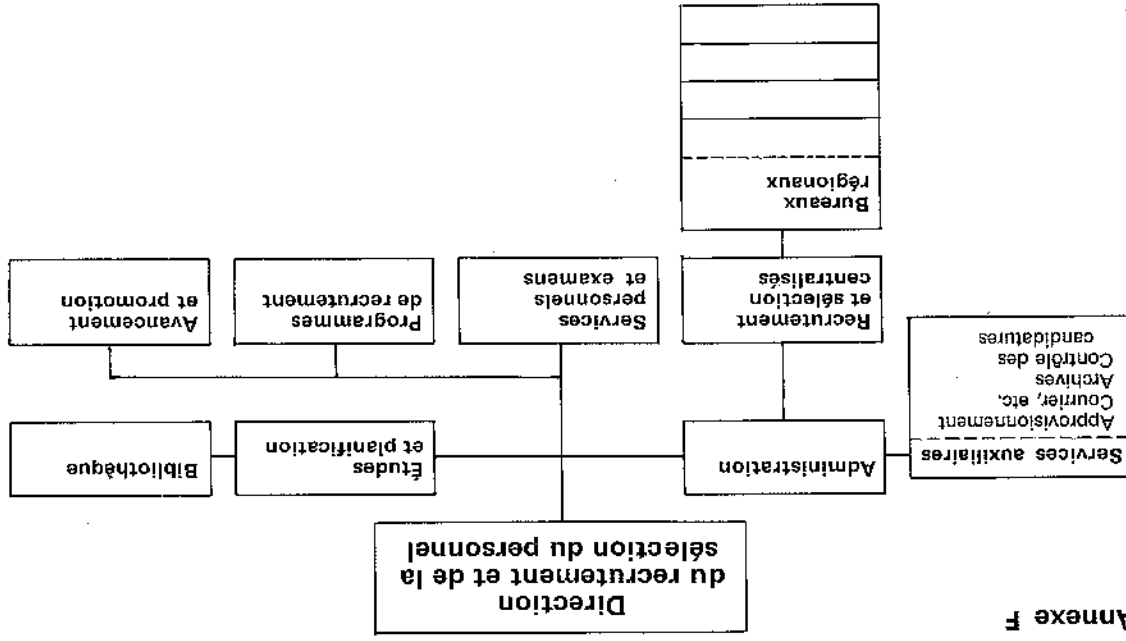 Annexe F
Direction
du recrutement et de la
sélection du personnel
Services auxiliaires
Approvisionnement
Courrier, etc.
Archives
Contrôle des
candidatures
Administration
Études
et planification
Bibliothèque
Recrutement
et sélection
centralisés
Services
personnels
et examens
Programmes
de recrutement
Avancement
et promotion
Bureaux
régionaux